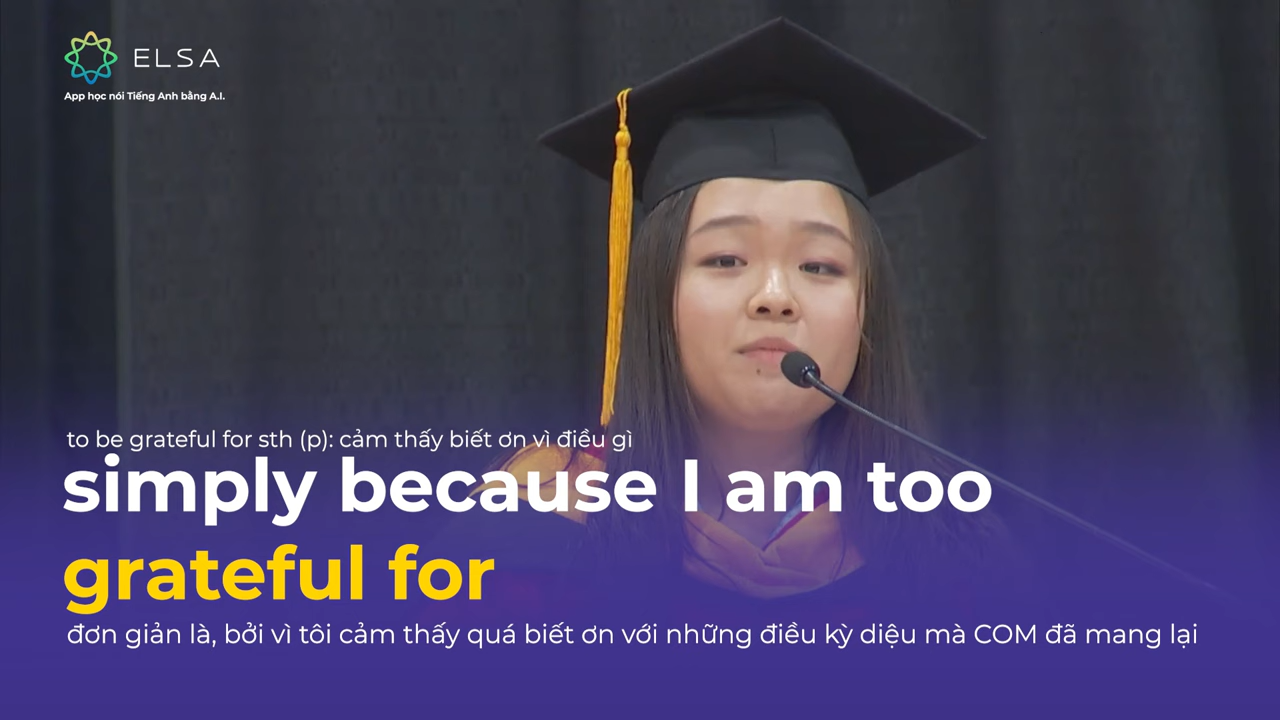 ELSA
App học nói Tiếng Anh bằng A.I.
to be grateful for sth (p): cảm thấy biết ơn vì điều gì
simply because I am too
grateful for
đơn giản là, bởi vì tôi cảm thấy quá biết ơn với những điều kỳ diệu mà COM đã mang lại